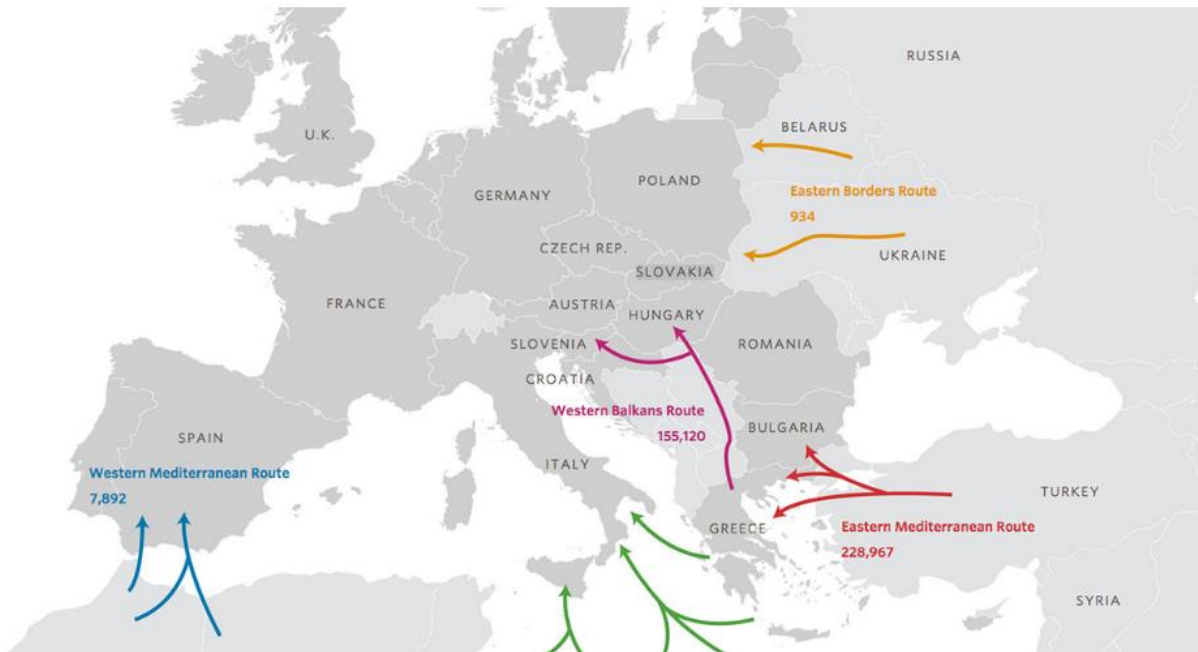 RUSSIA
BELARUS
U.K.
POLAND
GERMANY
Eastern Borders Route
934
CZECH REP.
UKRAINE
SLOVAKIA
FRANCE
AUSTRIA
HUNGARY
SLOVENIA
ROMANIA
CROATIA
Western Balkans Route
155,120
BULGARIA
SPAIN
ITALY
Western Mediterranean Route
7,892
TURKEY
GREECE
Eastern Mediterranean Route
228,967
SYRIA